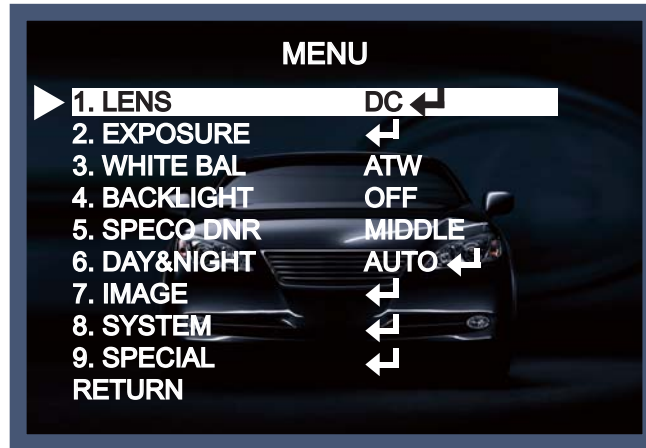 MENU
1. LENS DC
2. EXPOSURE
3. WHITE BAL ATW
4. BACKLIGHT OFF
5. SPECO DNR MIDDLE
6. DAY&NIGHT AUTO
7. IMAGE
8. SYSTEM
9. SPECIAL
RETURN